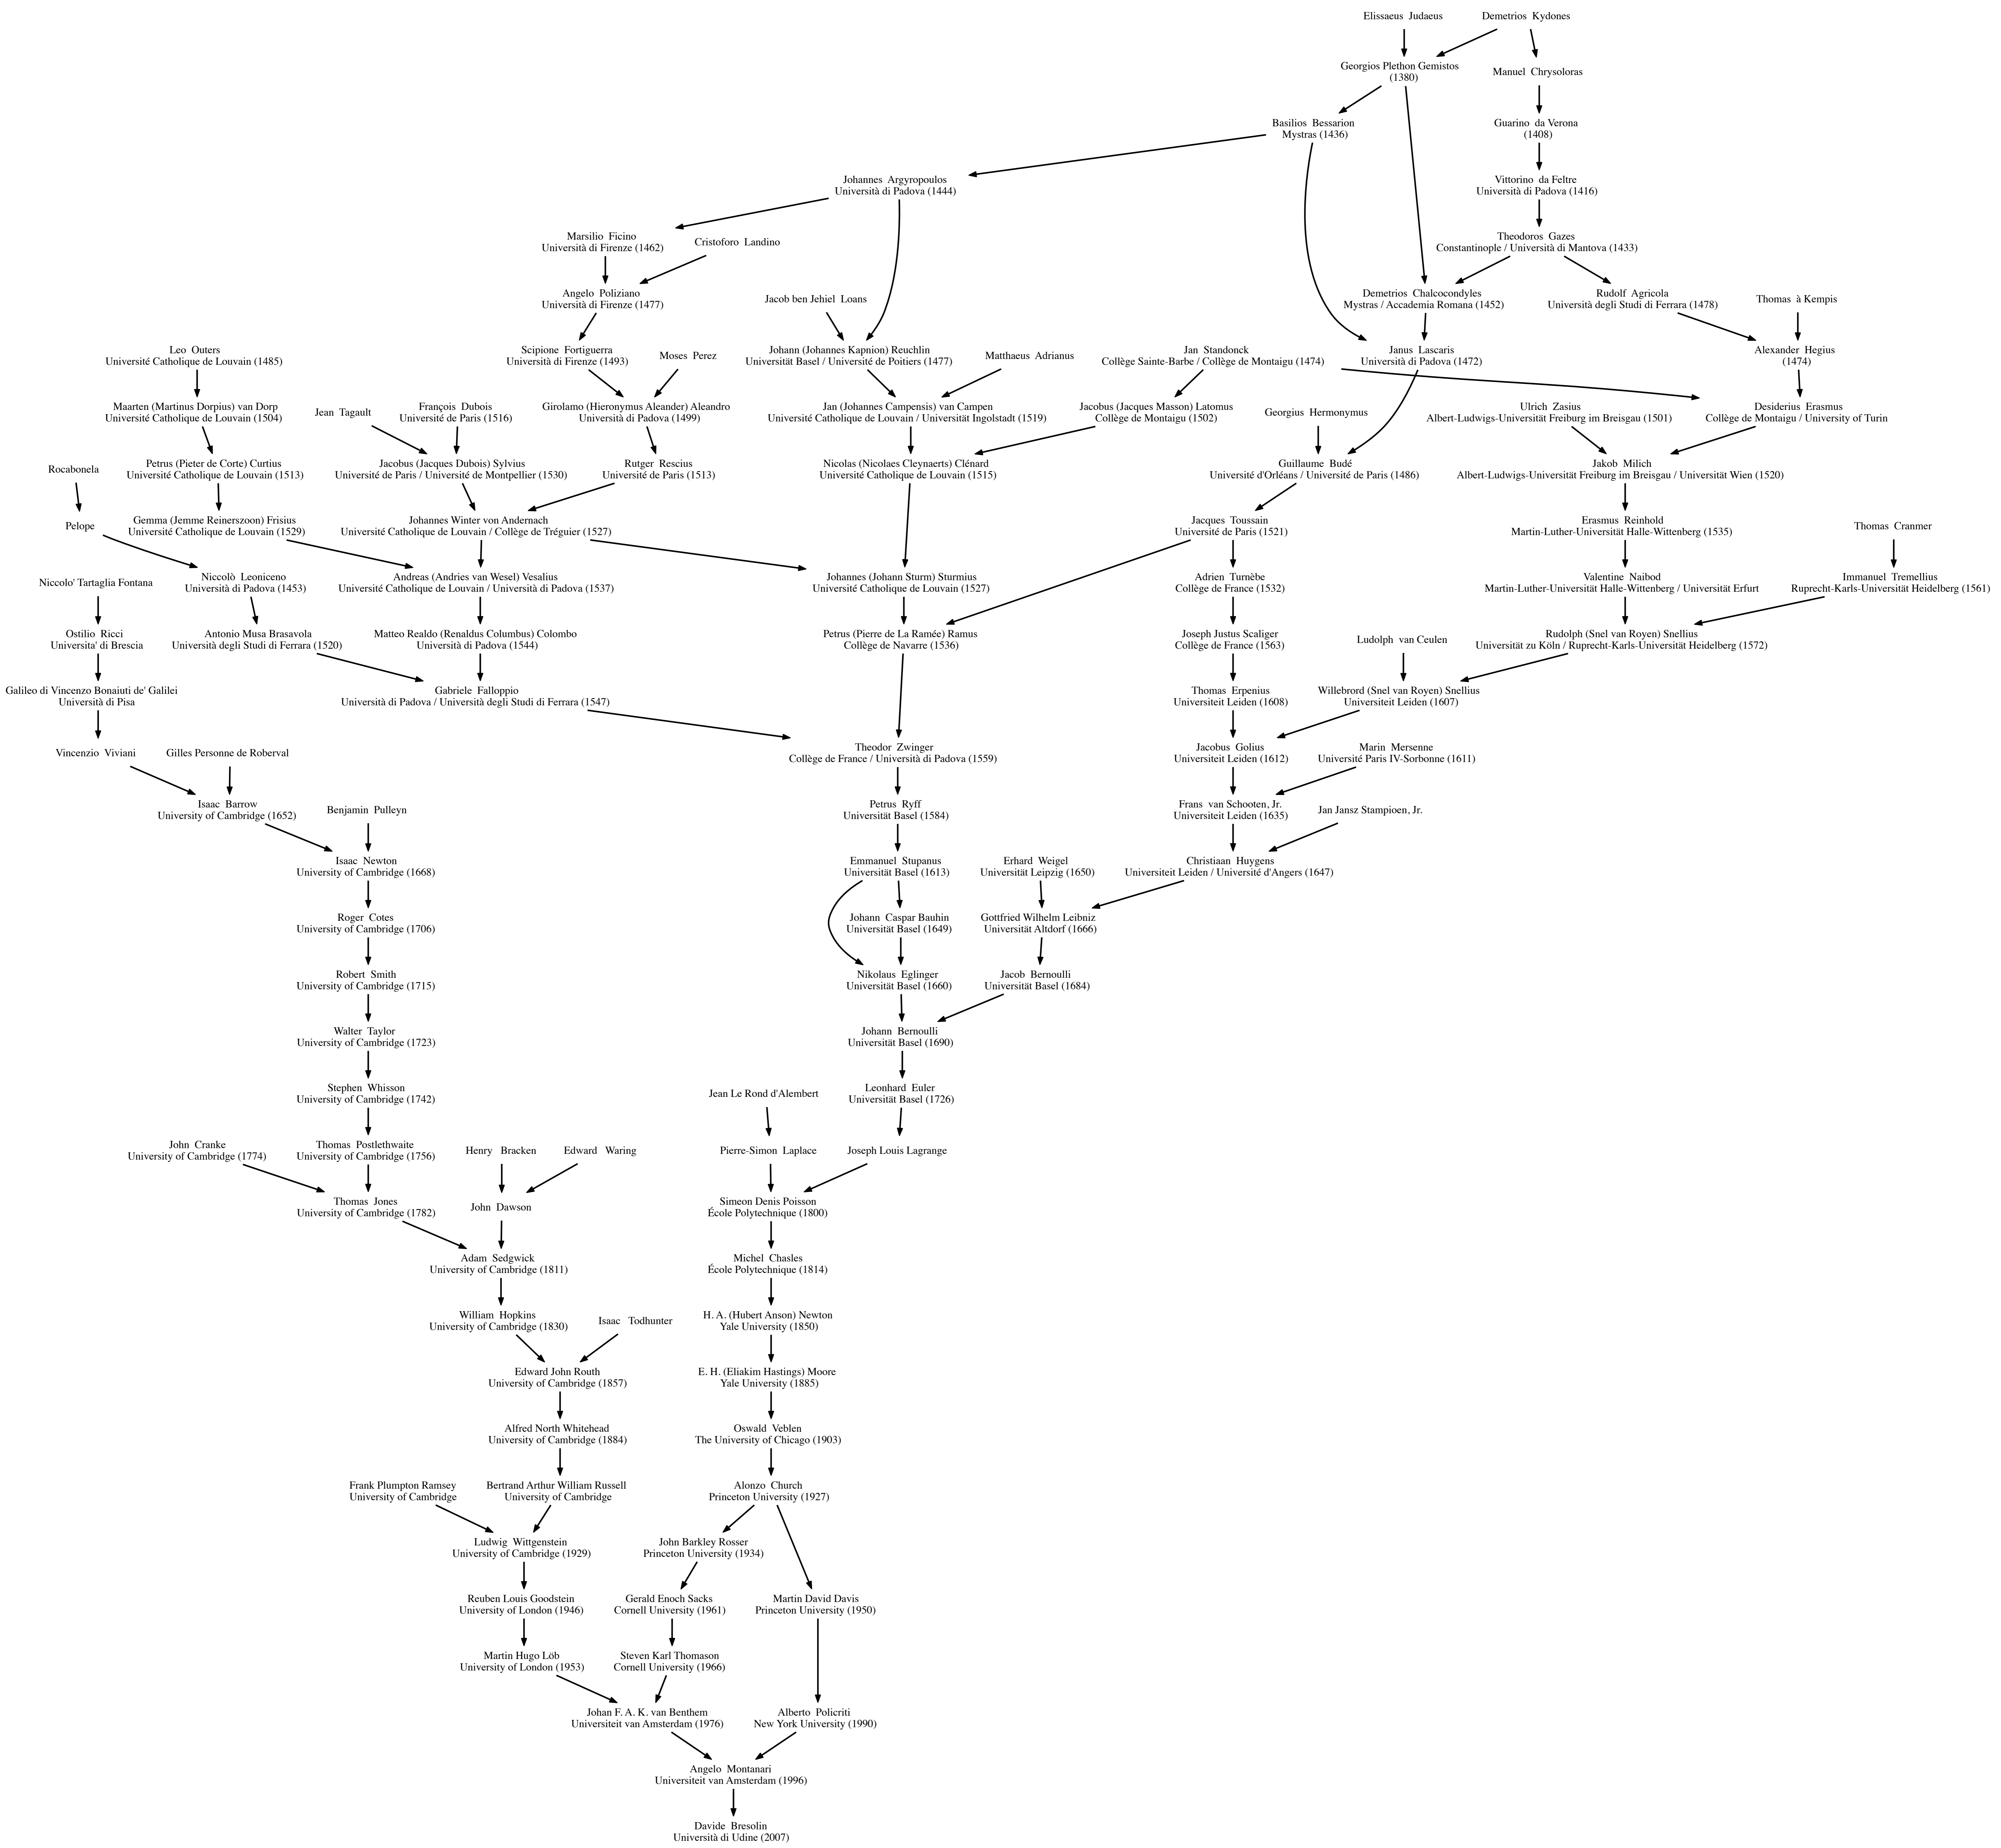 Elissaeus Judaeus
Demetrios Kydones
Georgios Plethon Gemistos
(1380)
Manuel Chrysoloras
Basilios Bessarion
Mystras (1436)
Guarino da Verona
(1408)
Johannes Argyropoulos
Università di Padova (1444)
Vittorino da Feltre
Università di Padova (1416)
Marsilio Ficino
Università di Firenze (1462)
Cristoforo Landino
Theodoros Gazes
Constantinople / Università di Mantova (1433)
Angelo Poliziano
Università di Firenze (1477)
Jacob ben Jehiel Loans
Demetrios Chalcocondyles
Mystras / Accademia Romana (1452)
Rudolf Agricola
Università degli Studi di Ferrara (1478)
Thomas à Kempis
Leo Outers
Université Catholique de Louvain (1485)
Scipione Fortiguerra
Università di Firenze (1493)
Moses Perez
Johann (Johannes Kapnion) Reuchlin
Universität Basel / Université de Poitiers (1477)
Matthaeus Adrianus
Jan Standonck
Collège Sainte-Barbe / Collège de Montaigu (1474)
Janus Lascaris
Università di Padova (1472)
Alexander Hegius
(1474)
Maarten (Martinus Dorpius) van Dorp
Université Catholique de Louvain (1504)
Jean Tagault
François Dubois
Université de Paris (1516)
Girolamo (Hieronymus Aleander) Aleandro
Università di Padova (1499)
Jan (Johannes Campensis) van Campen
Université Catholique de Louvain / Universität Ingolstadt (1519)
Jacobus (Jacques Masson) Latomus
Collège de Montaigu (1502)
Georgius Hermonymus
Ulrich Zasius
Albert-Ludwigs-Universität Freiburg im Breisgau (1501)
Desiderius Erasmus
Collège de Montaigu / University of Turin
Rocabonela
Petrus (Pieter de Corte) Curtius
Université Catholique de Louvain (1513)
Jacobus (Jacques Dubois) Sylvius
Université de Paris / Université de Montpellier (1530)
Rutger Rescius
Université de Paris (1513)
Nicolas (Nicolaes Cleynaerts) Clénard
Université Catholique de Louvain (1515)
Guillaume Budé
Université d'Orléans / Université de Paris (1486)
Jakob Milich
Albert-Ludwigs-Universität Freiburg im Breisgau / Universität Wien (1520)
Pelope
Gemma (Jemme Reinerszoon) Frisius
Université Catholique de Louvain (1529)
Johannes Winter von Andernach
Université Catholique de Louvain / Collège de Tréguier (1527)
Jacques Toussain
Université de Paris (1521)
Erasmus Reinhold
Martin-Luther-Universität Halle-Wittenberg (1535)
Thomas Cranmer
Niccolo' Tartaglia Fontana
Niccolò Leoniceno
Università di Padova (1453)
Andreas (Andries van Wesel) Vesalius
Université Catholique de Louvain / Università di Padova (1537)
Johannes (Johann Sturm) Sturmius
Université Catholique de Louvain (1527)
Adrien Turnèbe
Collège de France (1532)
Valentine Naibod
Martin-Luther-Universität Halle-Wittenberg / Universität Erfurt
Immanuel Tremellius
Ruprecht-Karls-Universität Heidelberg (1561)
Ostilio Ricci
Universita' di Brescia
Antonio Musa Brasavola
Università degli Studi di Ferrara (1520)
Matteo Realdo (Renaldus Columbus) Colombo
Università di Padova (1544)
Petrus (Pierre de La Ramée) Ramus
Collège de Navarre (1536)
Joseph Justus Scaliger
Collège de France (1563)
Ludolph van Ceulen
Rudolph (Snel van Royen) Snellius
Universität zu Köln / Ruprecht-Karls-Universität Heidelberg (1572)
Galileo di Vincenzo Bonaiuti de' Galilei
Università di Pisa
Gabriele Falloppio
Università di Padova / Università degli Studi di Ferrara (1547)
Thomas Erpenius
Universiteit Leiden (1608)
Willebrord (Snel van Royen) Snellius
Universiteit Leiden (1607)
Vincenzio Viviani
Gilles Personne de Roberval
Theodor Zwinger
Collège de France / Università di Padova (1559)
Jacobus Golius
Universiteit Leiden (1612)
Marin Mersenne
Université Paris IV-Sorbonne (1611)
Isaac Barrow
University of Cambridge (1652)
Benjamin Pulleyn
Petrus Ryff
Universität Basel (1584)
Frans van Schooten, Jr.
Universiteit Leiden (1635)
Jan Jansz Stampioen, Jr.
Isaac Newton
University of Cambridge (1668)
Emmanuel Stupanus
Universität Basel (1613)
Erhard Weigel
Universität Leipzig (1650)
Christiaan Huygens
Universiteit Leiden / Université d'Angers (1647)
Roger Cotes
University of Cambridge (1706)
Johann Caspar Bauhin
Universität Basel (1649)
Gottfried Wilhelm Leibniz
Universität Altdorf (1666)
Robert Smith
University of Cambridge (1715)
Nikolaus Eglinger
Universität Basel (1660)
Jacob Bernoulli
Universität Basel (1684)
Walter Taylor
University of Cambridge (1723)
Johann Bernoulli
Universität Basel (1690)
Stephen Whisson
University of Cambridge (1742)
Jean Le Rond d'Alembert
Leonhard Euler
Universität Basel (1726)
John Cranke
University of Cambridge (1774)
Thomas Postlethwaite
University of Cambridge (1756)
Henry Bracken
Edward Waring
Pierre-Simon Laplace
Joseph Louis Lagrange
Thomas Jones
University of Cambridge (1782)
John Dawson
Simeon Denis Poisson
École Polytechnique (1800)
Adam Sedgwick
University of Cambridge (1811)
Michel Chasles
École Polytechnique (1814)
William Hopkins
University of Cambridge (1830)
Isaac Todhunter
H. A. (Hubert Anson) Newton
Yale University (1850)
Edward John Routh
University of Cambridge (1857)
E. H. (Eliakim Hastings) Moore
Yale University (1885)
Alfred North Whitehead
University of Cambridge (1884)
Oswald Veblen
The University of Chicago (1903)
Frank Plumpton Ramsey
University of Cambridge
Bertrand Arthur William Russell
University of Cambridge
Alonzo Church
Princeton University (1927)
Ludwig Wittgenstein
University of Cambridge (1929)
John Barkley Rosser
Princeton University (1934)
Reuben Louis Goodstein
University of London (1946)
Gerald Enoch Sacks
Cornell University (1961)
Martin David Davis
Princeton University (1950)
Martin Hugo Löb
University of London (1953)
Steven Karl Thomason
Cornell University (1966)
Johan F. A. K. van Benthem
Universiteit van Amsterdam (1976)
Alberto Policriti
New York University (1990)
Angelo Montanari
Universiteit van Amsterdam (1996)
Davide Bresolin
Università di Udine (2007)